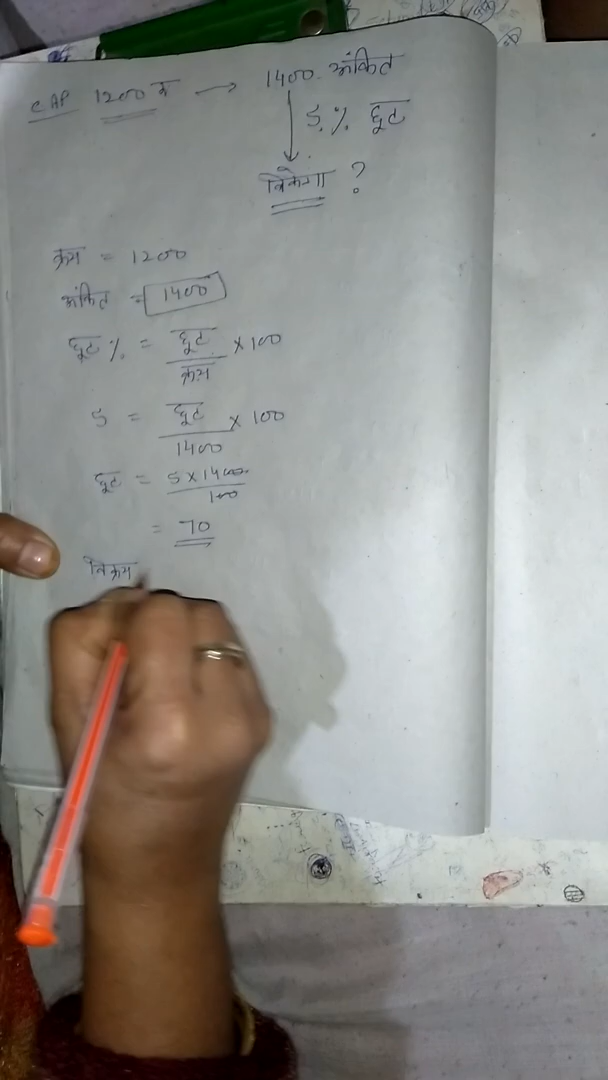 CAP 1200 रु → 1400 अंकित
↓ 5% छूट
बिकेगा ?
क्रय = 1200
अंकित = 1400
छूट % = छूट/क्रय × 100
5 = छूट/1400 × 100
छूट = 5 × 1400/100
= 70
विक्रय